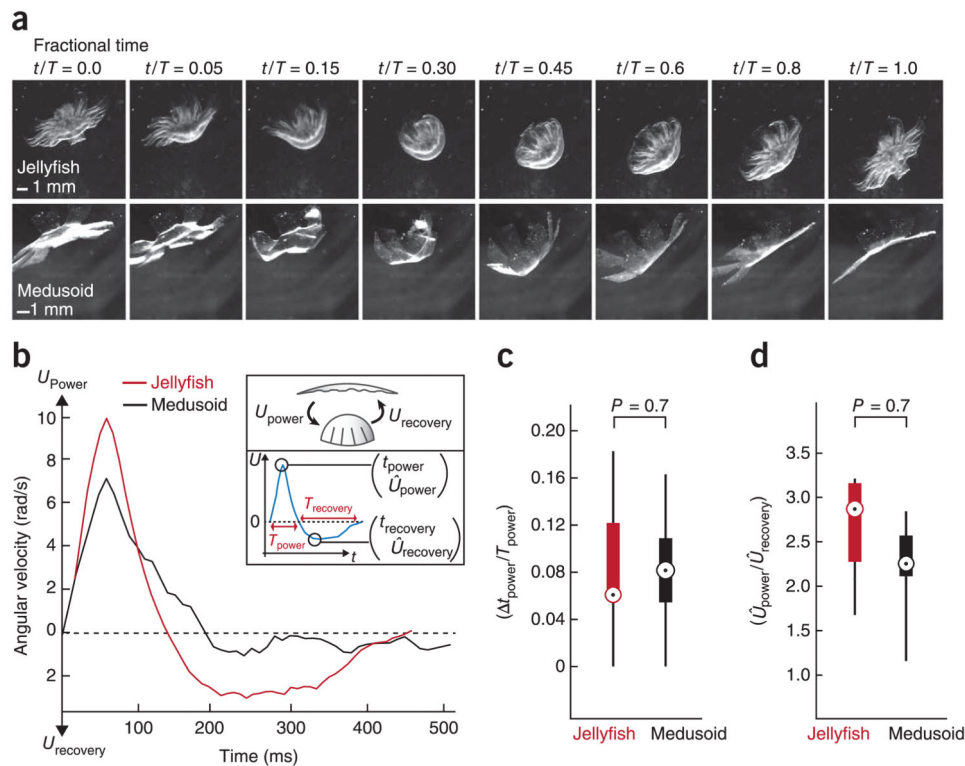 a
Fractional time
t/T = 0.0 t/T = 0.05 t/T = 0.15 t/T = 0.30 t/T = 0.45 t/T = 0.6 t/T = 0.8 t/T = 1.0
Jellyfish
1 mm
Medusoid
1 mm
b
U_Power
Jellyfish
Medusoid
Angular velocity (rad/s)
10
8
6
4
2
0
2
100 200 300 400 500
Time (ms)
U_recovery
U_power
U_recovery
U
0
t
T_power
T_recovery
(t_power
Û_power)
(t_recovery
Û_recovery)
c
P = 0.7
(Δt_power/T_power)
0.20
0.16
0.12
0.08
0.04
0
Jellyfish Medusoid
d
P = 0.7
(Û_power/Û_recovery)
3.5
3.0
2.5
2.0
1.5
1.0
Jellyfish Medusoid